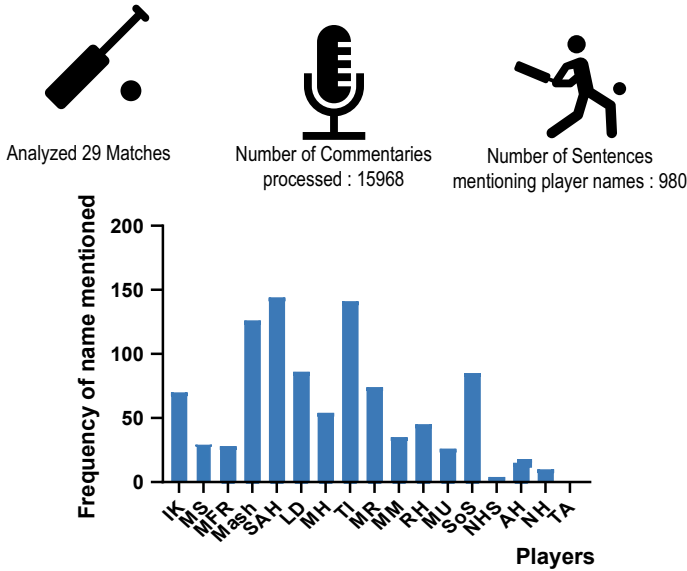 Analyzed 29 Matches
Number of Commentaries
processed : 15968
Number of Sentences
mentioning player names : 980
Frequency of name mentioned
200
150
100
50
0
IK
MS
MFR
Mash
SAH
LD
MH
TI
MR
MM
RH
MU
SoS
NHS
AH
NH
TA
Players